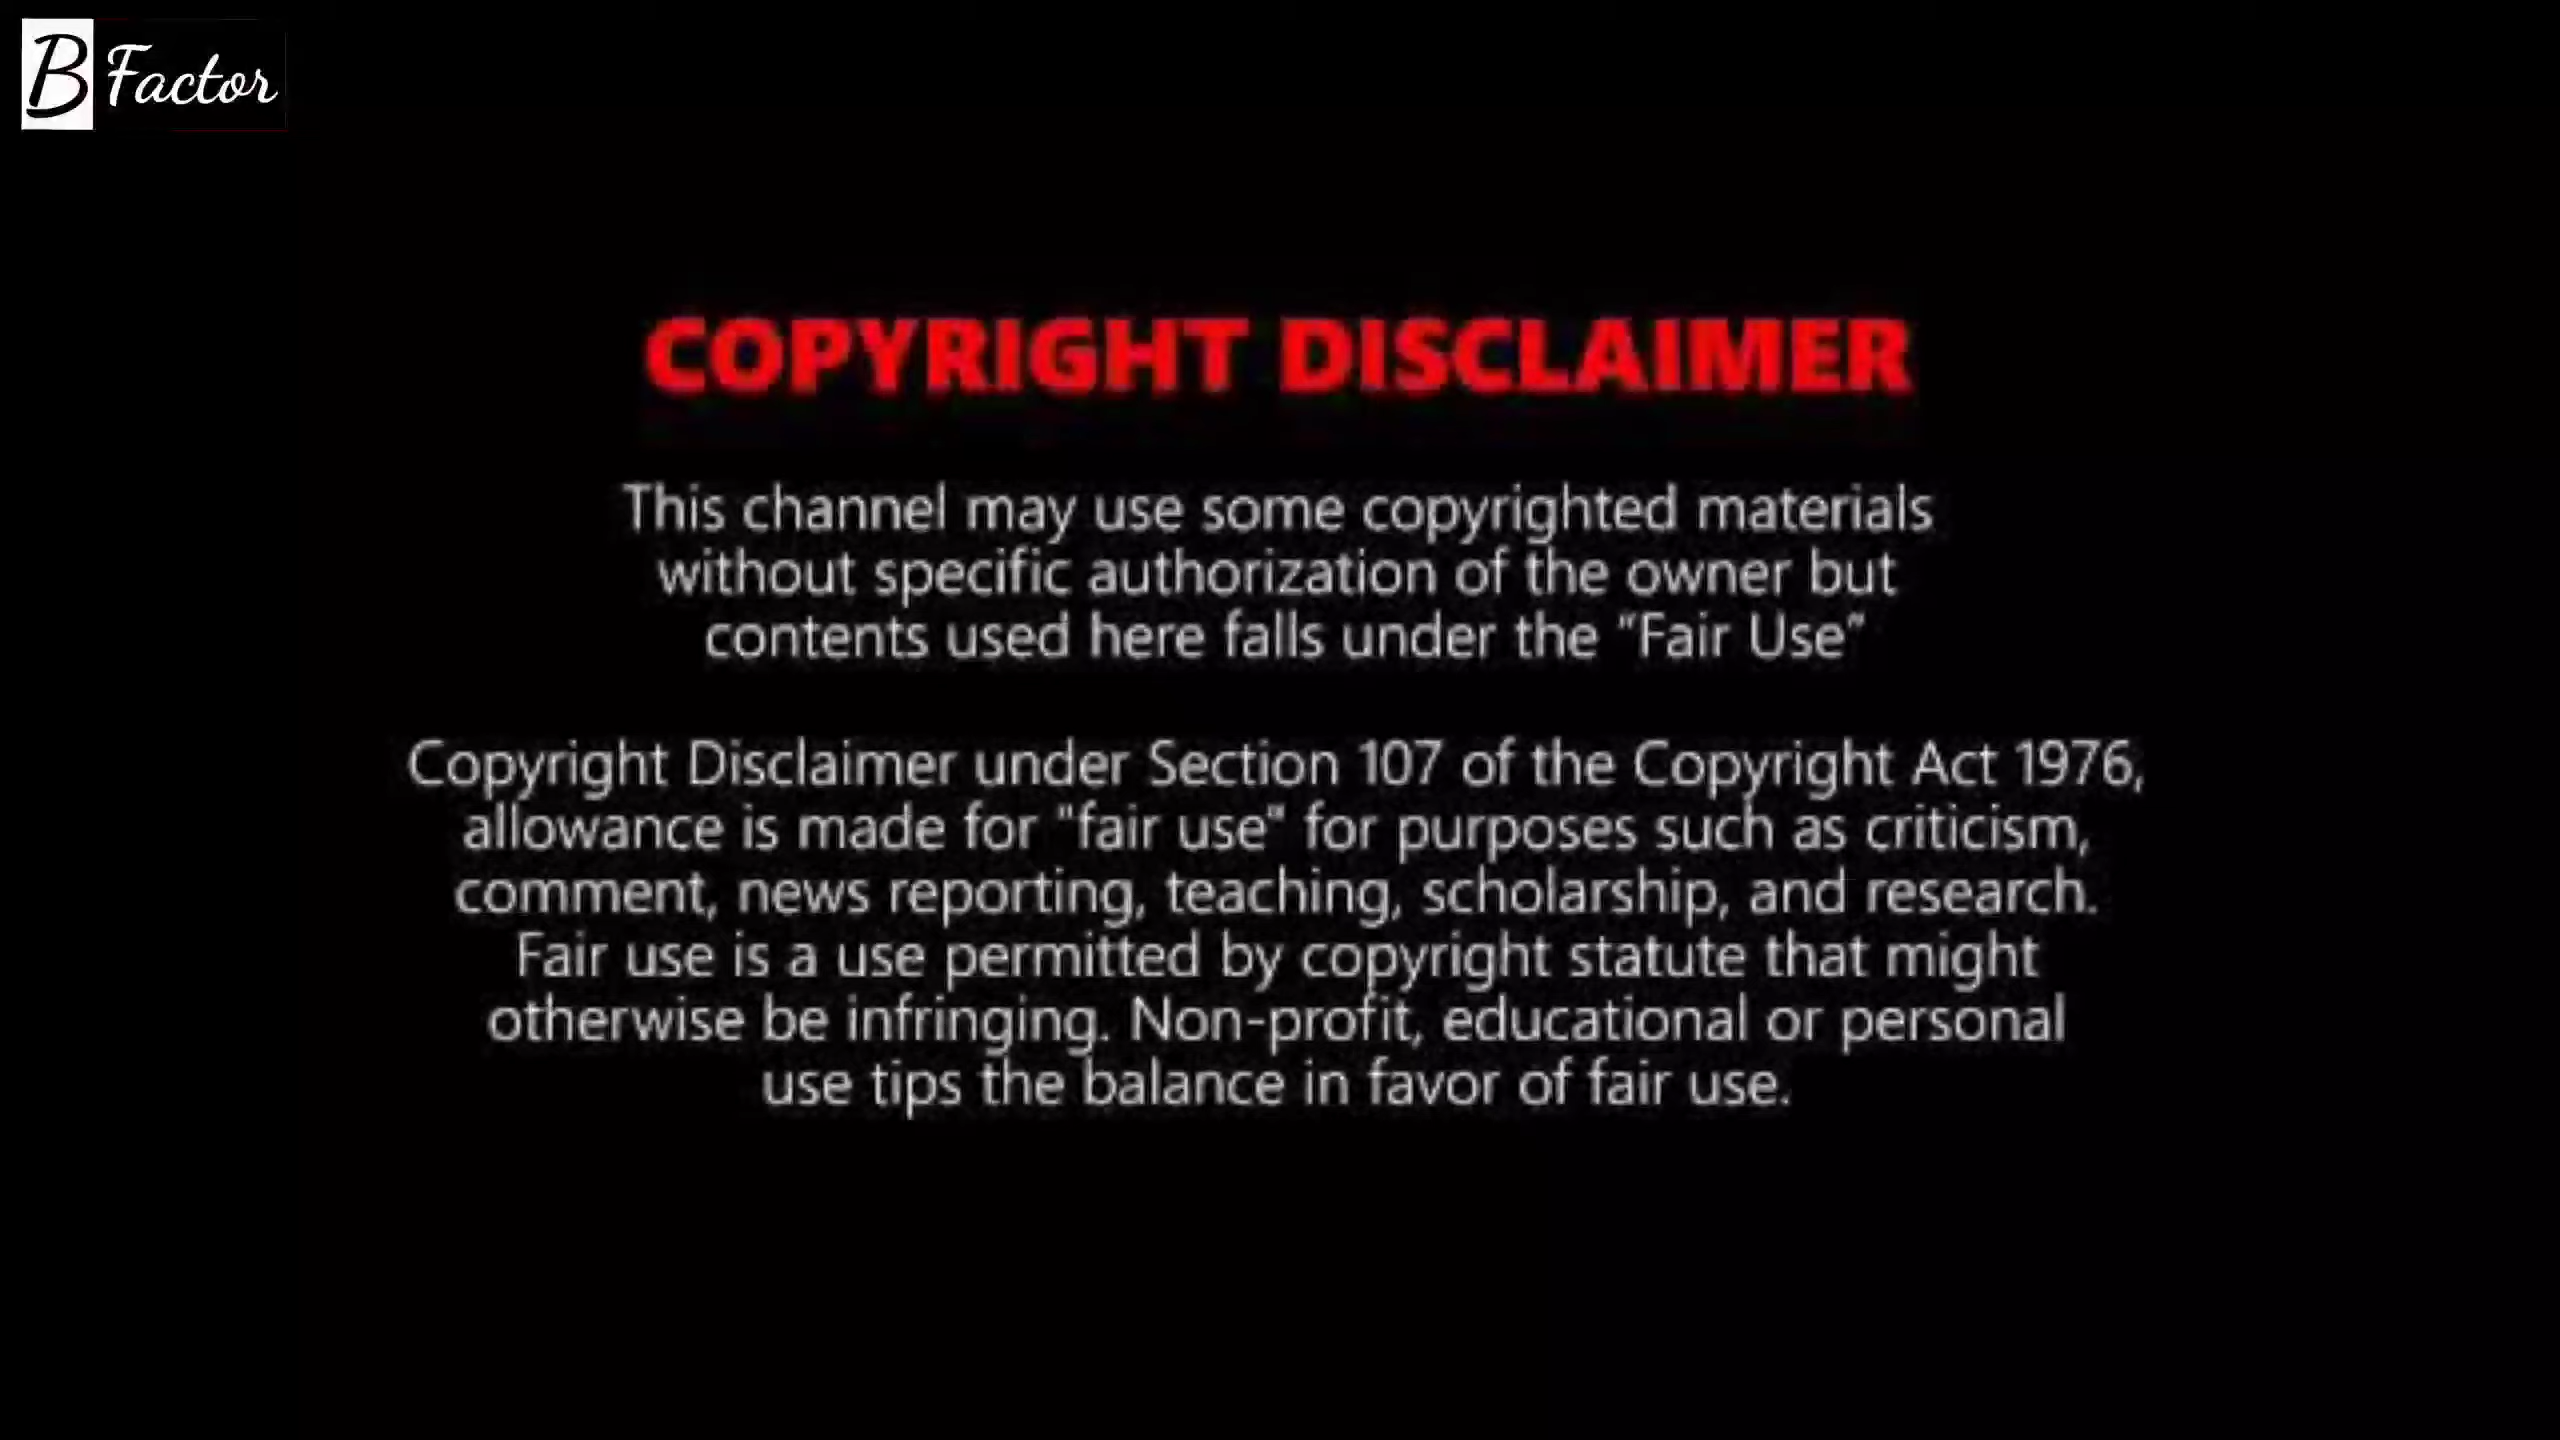 B Factor
COPYRIGHT DISCLAIMER
This channel may use some copyrighted materials
without specific authorization of the owner but
contents used here falls under the “Fair Use”
Copyright Disclaimer under Section 107 of the Copyright Act 1976,
allowance is made for "fair use" for purposes such as criticism,
comment, news reporting, teaching, scholarship, and research.
Fair use is a use permitted by copyright statute that might
otherwise be infringing. Non-profit, educational or personal
use tips the balance in favor of fair use.